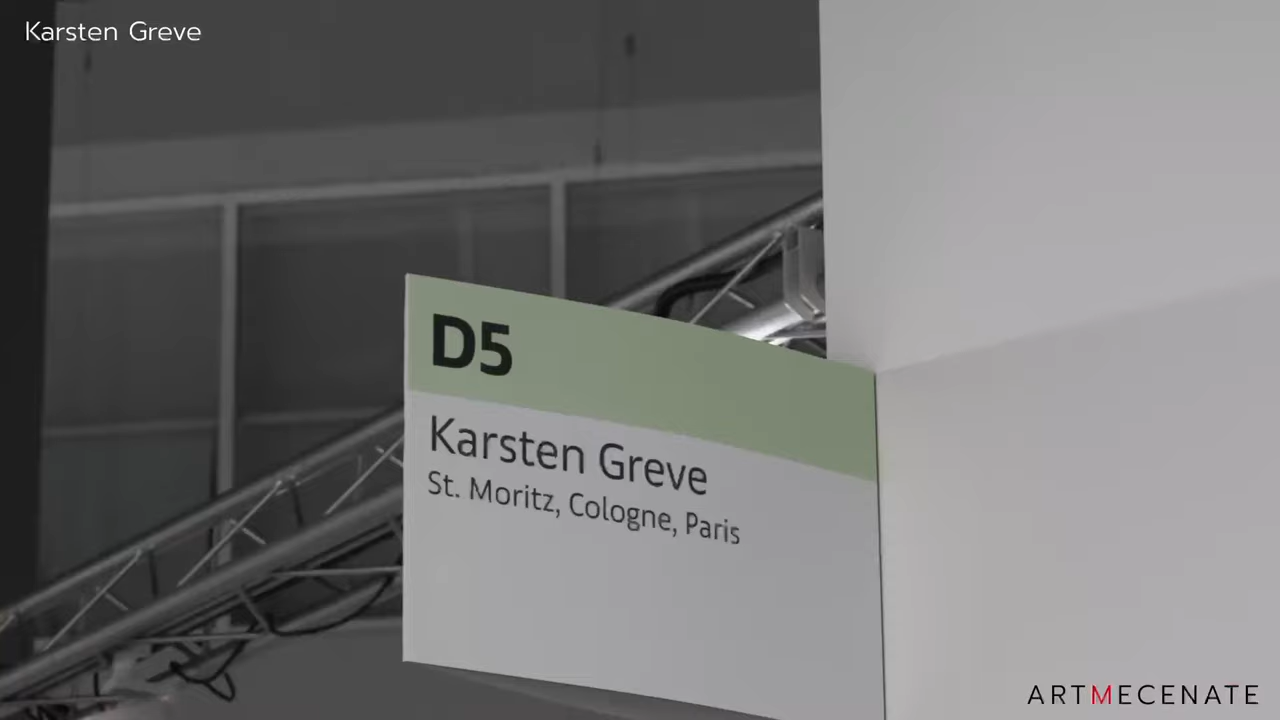 Karsten Greve
D5
Karsten Greve
St. Moritz, Cologne, Paris
ARTMECENATE